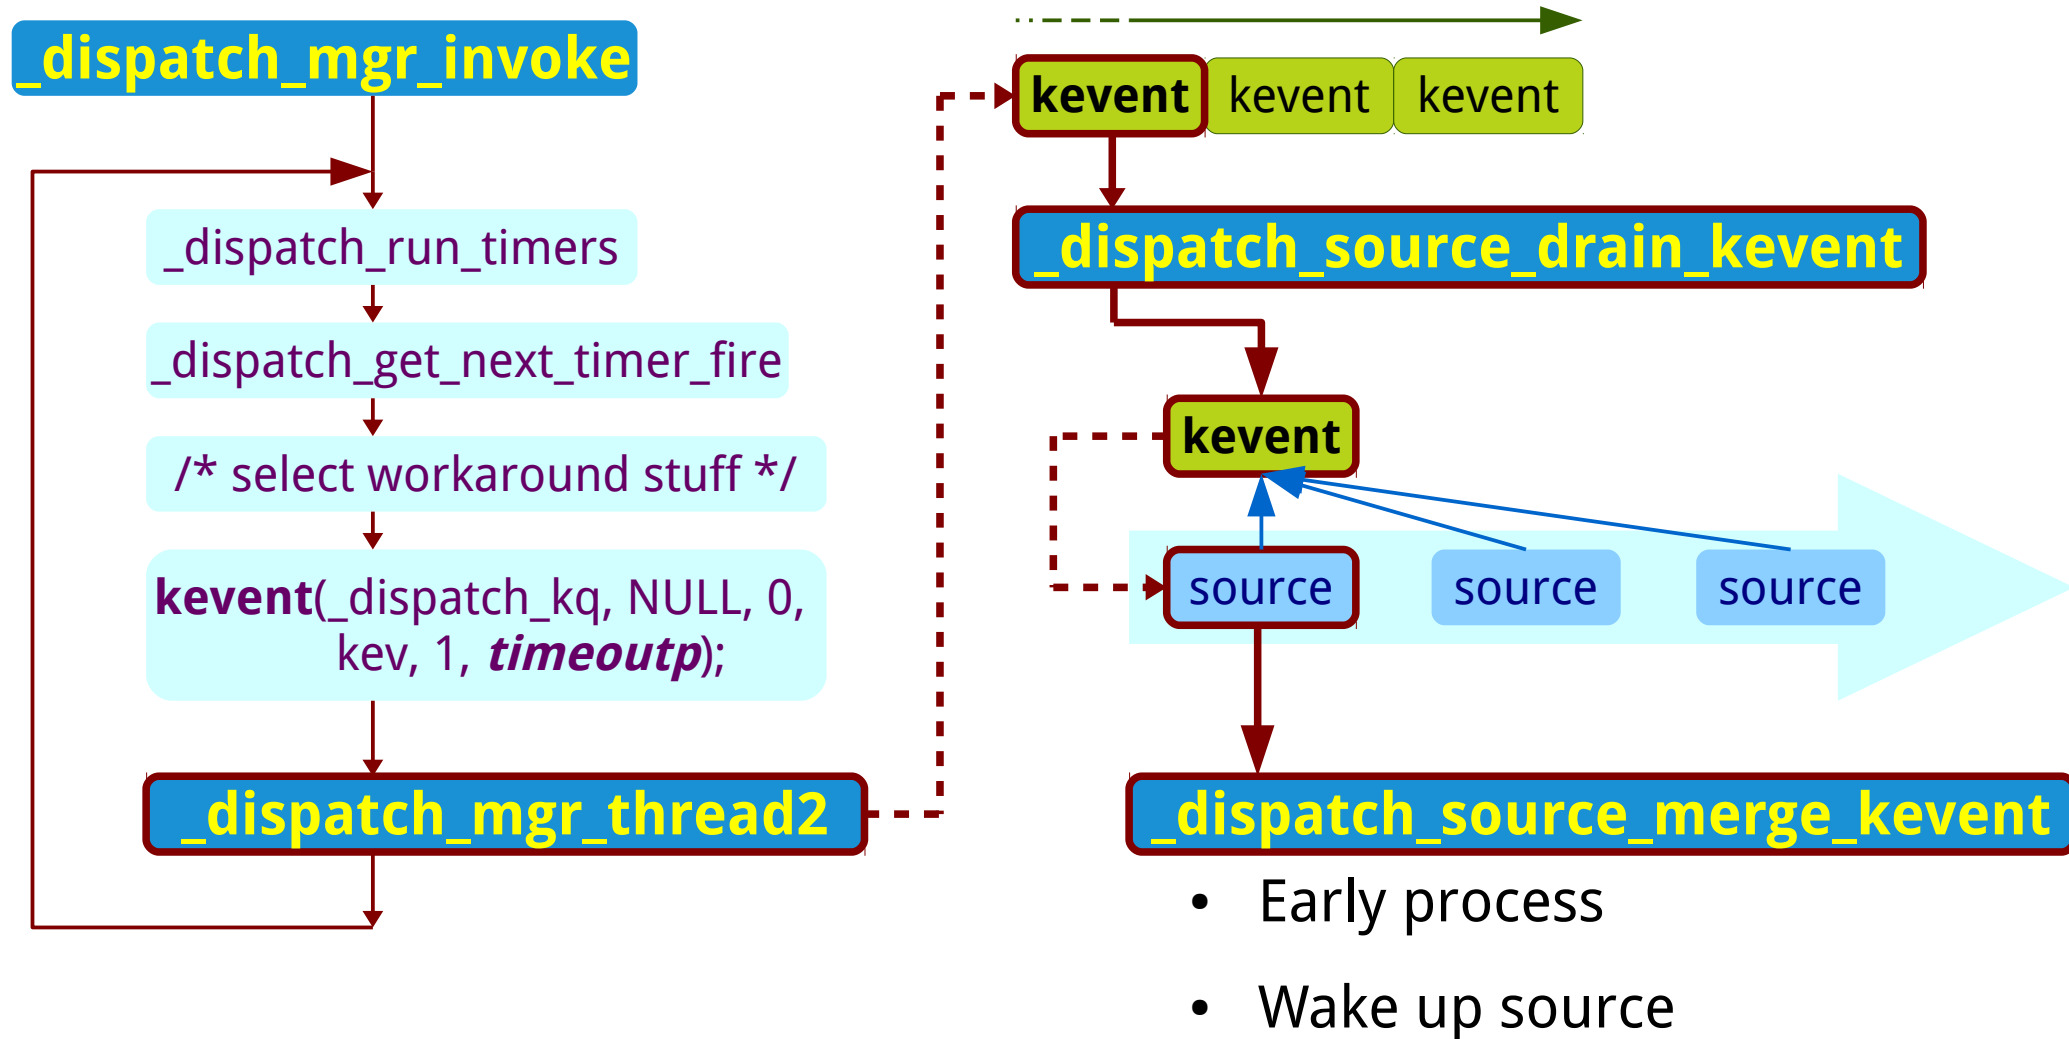 _dispatch_mgr_invoke
_dispatch_run_timers
_dispatch_get_next_timer_fire
/* select workaround stuff */
kevent(_dispatch_kq, NULL, 0,
kev, 1, timeoutp);
_dispatch_mgr_thread2
kevent kevent kevent
_dispatch_source_drain_kevent
kevent
source source source
_dispatch_source_merge_kevent
• Early process
• Wake up source